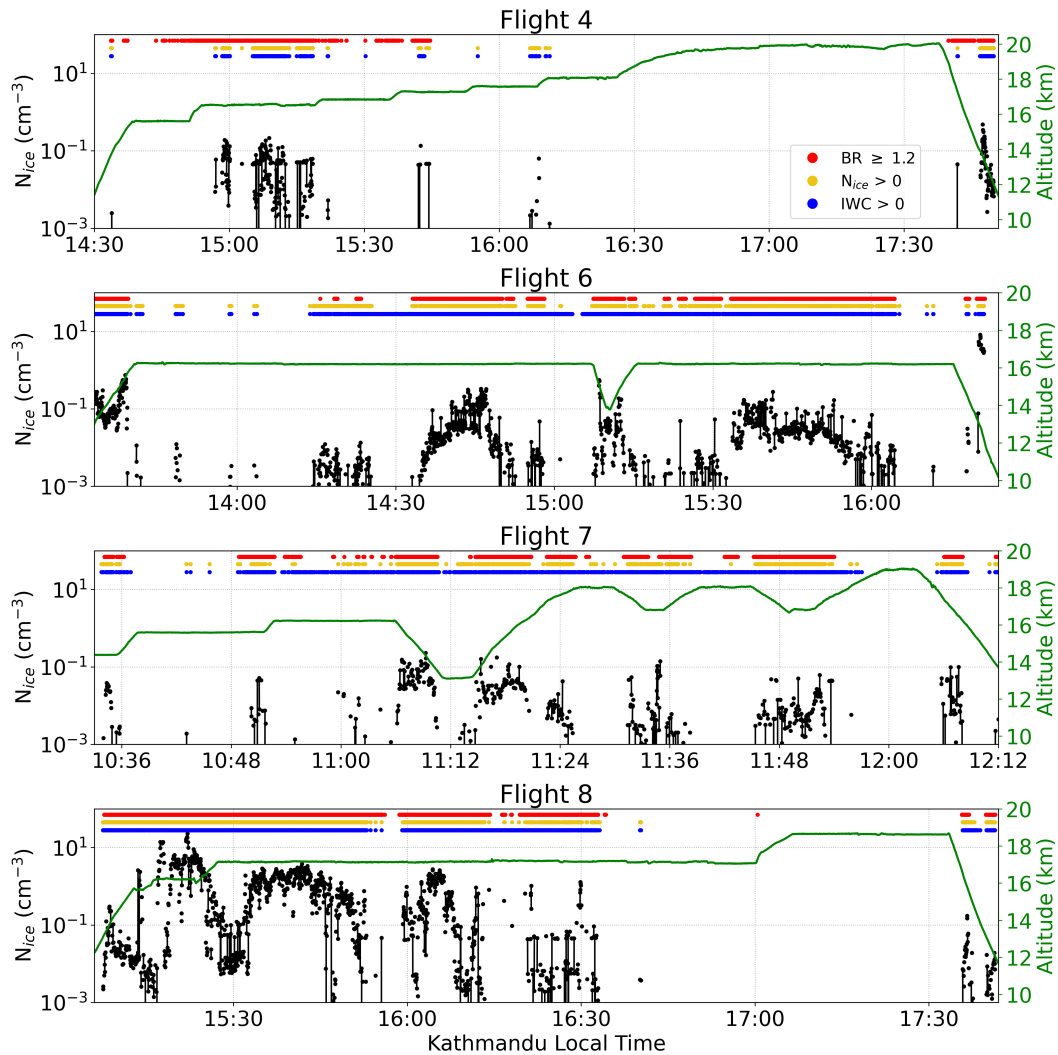 Flight 4
N_ice (cm⁻³)
10¹
10⁻¹
10⁻³
BR ≥ 1.2
N_ice > 0
IWC > 0
20
18
16
14
12
10
Altitude (km)
14:30 15:00 15:30 16:00 16:30 17:00 17:30
Flight 6
N_ice (cm⁻³)
10¹
10⁻¹
10⁻³
20
18
16
14
12
10
Altitude (km)
14:00 14:30 15:00 15:30 16:00
Flight 7
N_ice (cm⁻³)
10¹
10⁻¹
10⁻³
20
18
16
14
12
10
Altitude (km)
10:36 10:48 11:00 11:12 11:24 11:36 11:48 12:00 12:12
Flight 8
N_ice (cm⁻³)
10¹
10⁻¹
10⁻³
20
18
16
14
12
10
Altitude (km)
15:30 16:00 16:30 17:00 17:30
Kathmandu Local Time